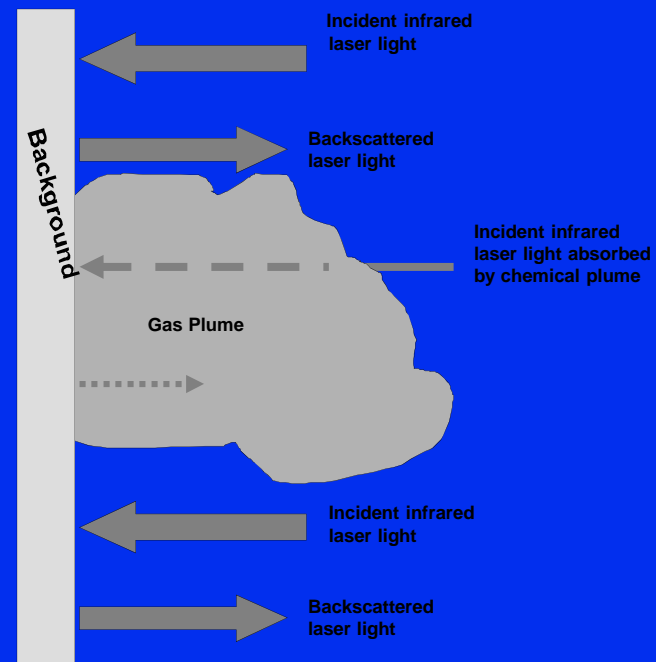 Incident infrared
laser light
Background
Backscattered
laser light
Incident infrared
laser light absorbed
by chemical plume
Gas Plume
Incident infrared
laser light
Backscattered
laser light